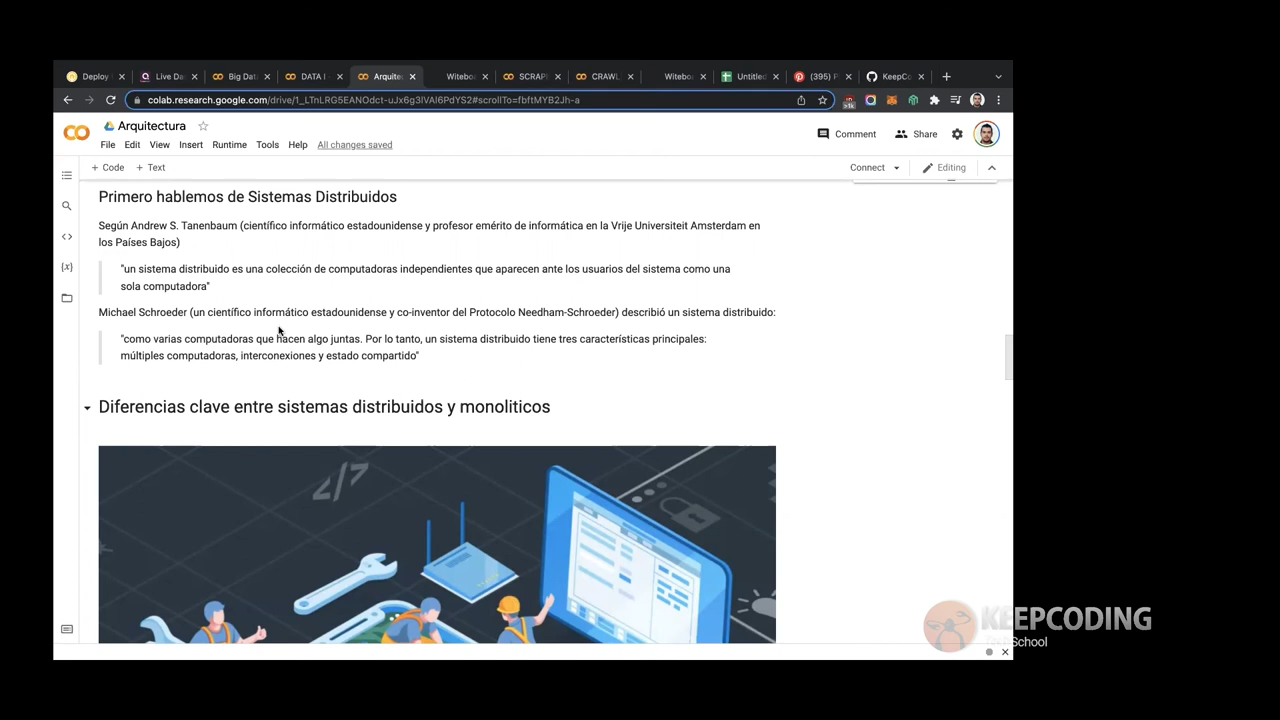 Deploy
Live Da
Big Dat
DATA I -
Arquitec
Witeboa
SCRAPI
CRAWL
Witeboa
Untitled
(395) P
KeepCo
colab.research.google.com/drive/1_LTnLRG5EANOdct-uJx6g3lVAl6PdYS2#scrollTo=fbftMYB2Jh-a
Arquitectura
Comment
Share
File Edit View Insert Runtime Tools Help All changes saved
+ Code + Text
Connect
Editing
Primero hablemos de Sistemas Distribuidos
Según Andrew S. Tanenbaum (científico informático estadounidense y profesor emérito de informática en la Vrije Universiteit Amsterdam en
los Países Bajos)
"un sistema distribuido es una colección de computadoras independientes que aparecen ante los usuarios del sistema como una
sola computadora"
Michael Schroeder (un científico informático estadounidense y co-inventor del Protocolo Needham-Schroeder) describió un sistema distribuido:
"como varias computadoras que hacen algo juntas. Por lo tanto, un sistema distribuido tiene tres características principales:
múltiples computadoras, interconexiones y estado compartido"
Diferencias clave entre sistemas distribuidos y monoliticos
</>
KEEPCODING
Tech School